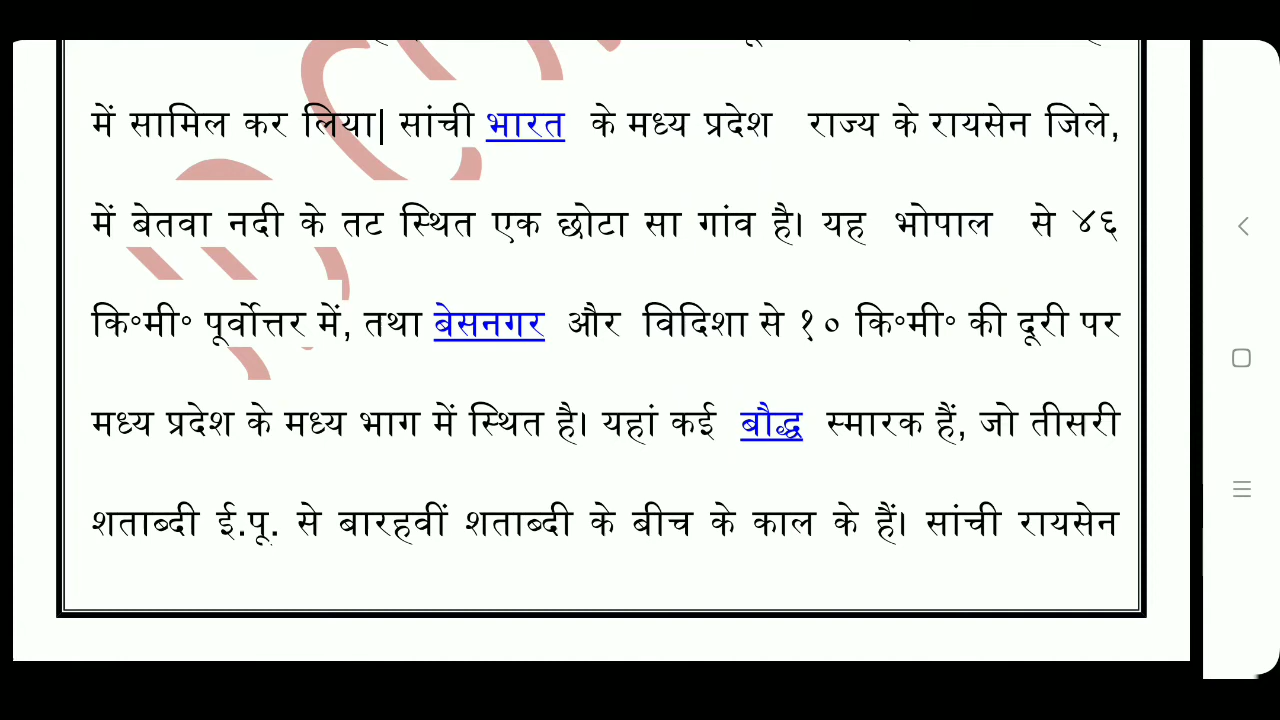 में सामिल कर लिया| सांची भारत के मध्य प्रदेश राज्य के रायसेन जिले,
में बेतवा नदी के तट स्थित एक छोटा सा गांव है। यह भोपाल से ४६
कि॰मी॰ पूर्वोत्तर में, तथा बेसनगर और विदिशा से १० कि॰मी॰ की दूरी पर
मध्य प्रदेश के मध्य भाग में स्थित है। यहां कई बौद्ध स्मारक हैं, जो तीसरी
शताब्दी ई.पू. से बारहवीं शताब्दी के बीच के काल के हैं। सांची रायसेन